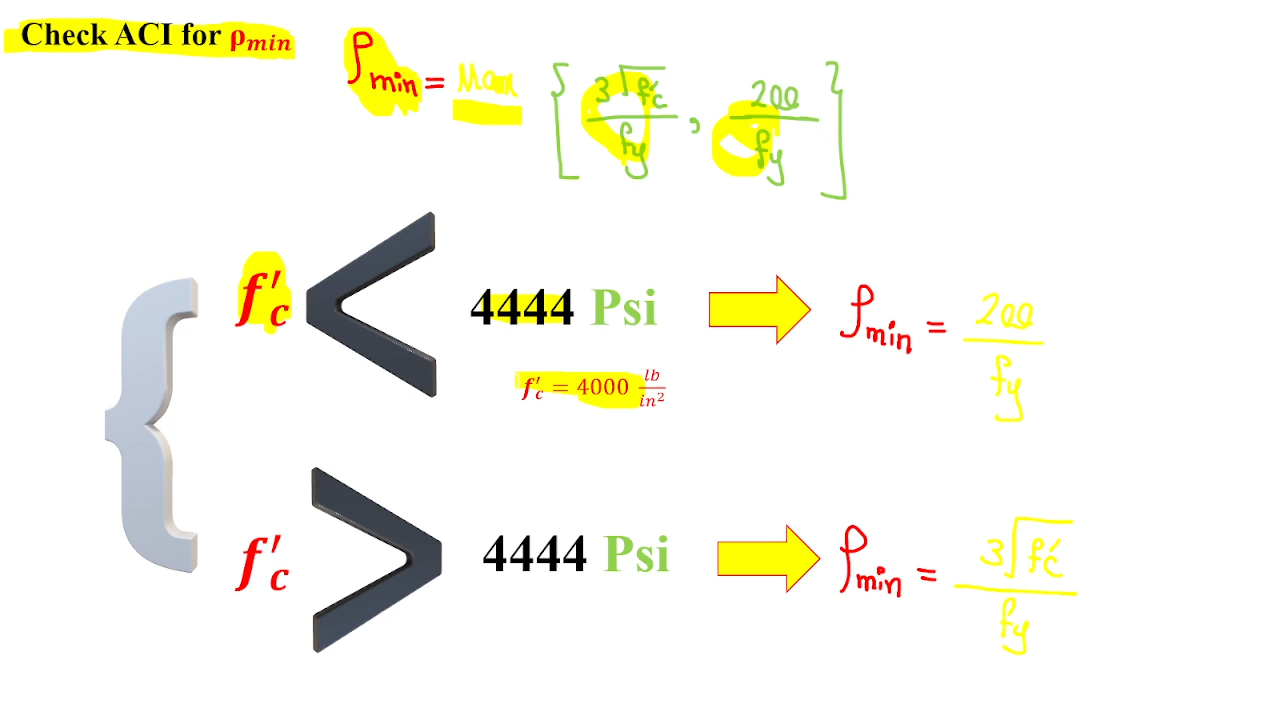 Check ACI for ρmin
ρmin = Max [ 3√f'c / fy , 200 / fy ]
f'c < 4444 Psi ρmin = 200 / fy
f'c = 4000 lb/in²
f'c > 4444 Psi ρmin = 3√f'c / fy